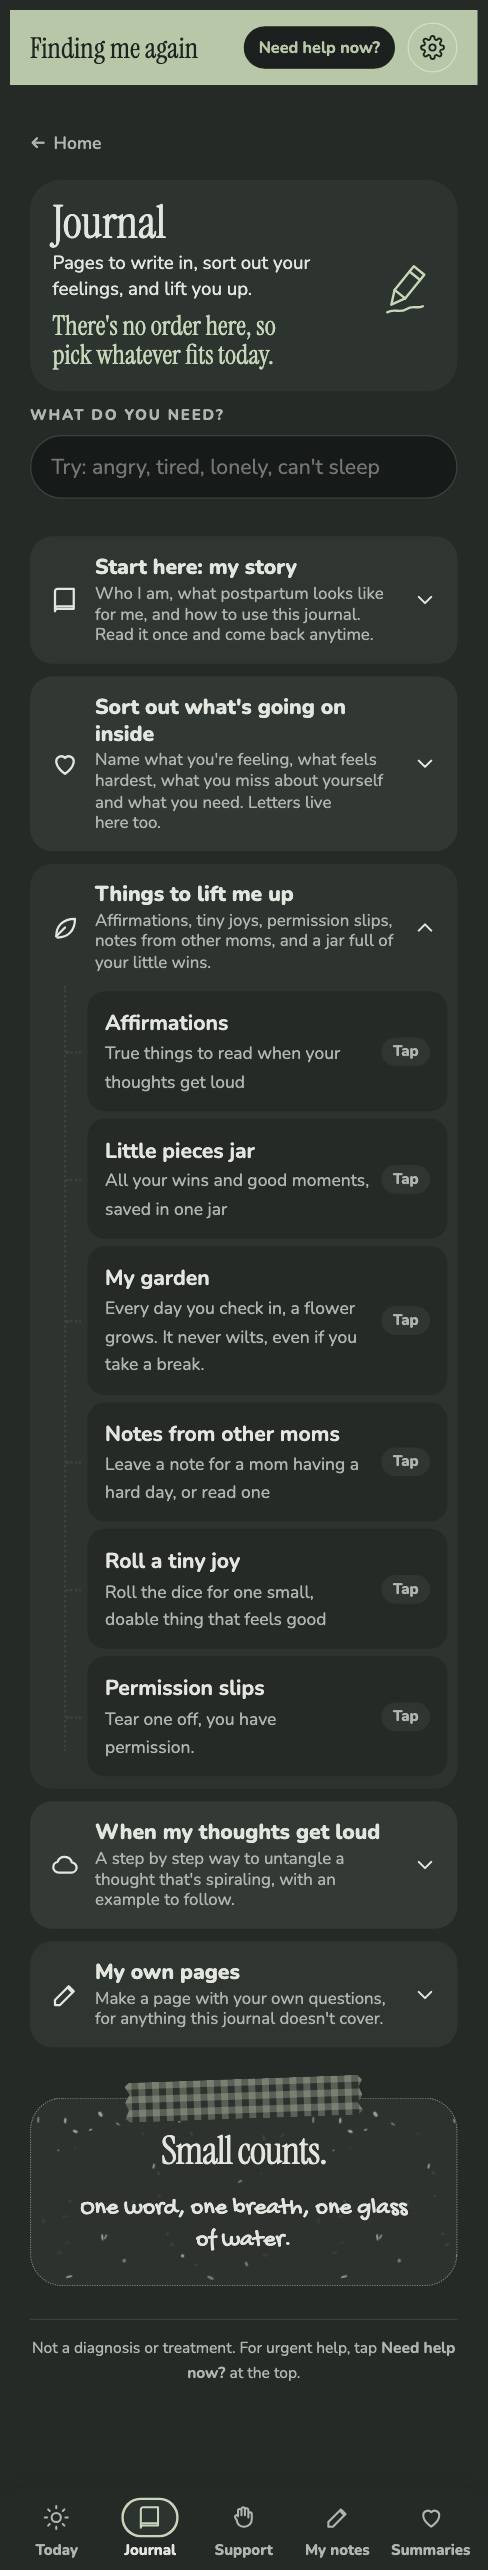 Finding me again
Need help now?
← Home
Journal
Pages to write in, sort out your
feelings, and lift you up.
There's no order here, so
pick whatever fits today.
WHAT DO YOU NEED?
Try: angry, tired, lonely, can't sleep
Start here: my story
Who I am, what postpartum looks like
for me, and how to use this journal.
Read it once and come back anytime.
Sort out what's going on
inside
Name what you're feeling, what feels
hardest, what you miss about yourself
and what you need. Letters live
here too.
Things to lift me up
Affirmations, tiny joys, permission slips,
notes from other moms, and a jar full of
your little wins.
Affirmations
True things to read when your
thoughts get loud
Tap
Little pieces jar
All your wins and good moments,
saved in one jar
Tap
My garden
Every day you check in, a flower
grows. It never wilts, even if you
take a break.
Tap
Notes from other moms
Leave a note for a mom having a
hard day, or read one
Tap
Roll a tiny joy
Roll the dice for one small,
doable thing that feels good
Tap
Permission slips
Tear one off, you have
permission.
Tap
When my thoughts get loud
A step by step way to untangle a
thought that's spiraling, with an
example to follow.
My own pages
Make a page with your own questions,
for anything this journal doesn't cover.
Small counts.
One word, one breath, one glass
of water.
Not a diagnosis or treatment. For urgent help, tap Need help
now? at the top.
Today
Journal
Support
My notes
Summaries